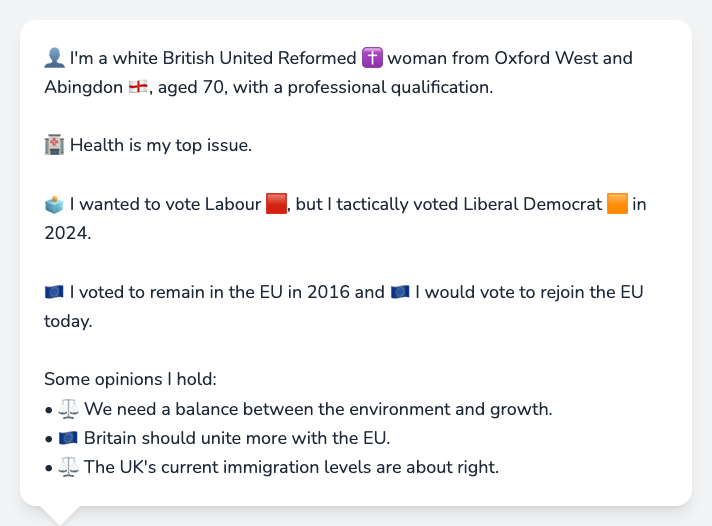 👤 I'm a white British United Reformed ✝️ woman from Oxford West and
Abingdon 🏴󠁧󠁢󠁥󠁮󠁧󠁿, aged 70, with a professional qualification.
🏥 Health is my top issue.
🗳️ I wanted to vote Labour 🟥, but I tactically voted Liberal Democrat 🟧 in
2024.
🇪🇺 I voted to remain in the EU in 2016 and 🇪🇺 I would vote to rejoin the EU
today.
Some opinions I hold:
• ⚖️ We need a balance between the environment and growth.
• 🇪🇺 Britain should unite more with the EU.
• ⚖️ The UK's current immigration levels are about right.